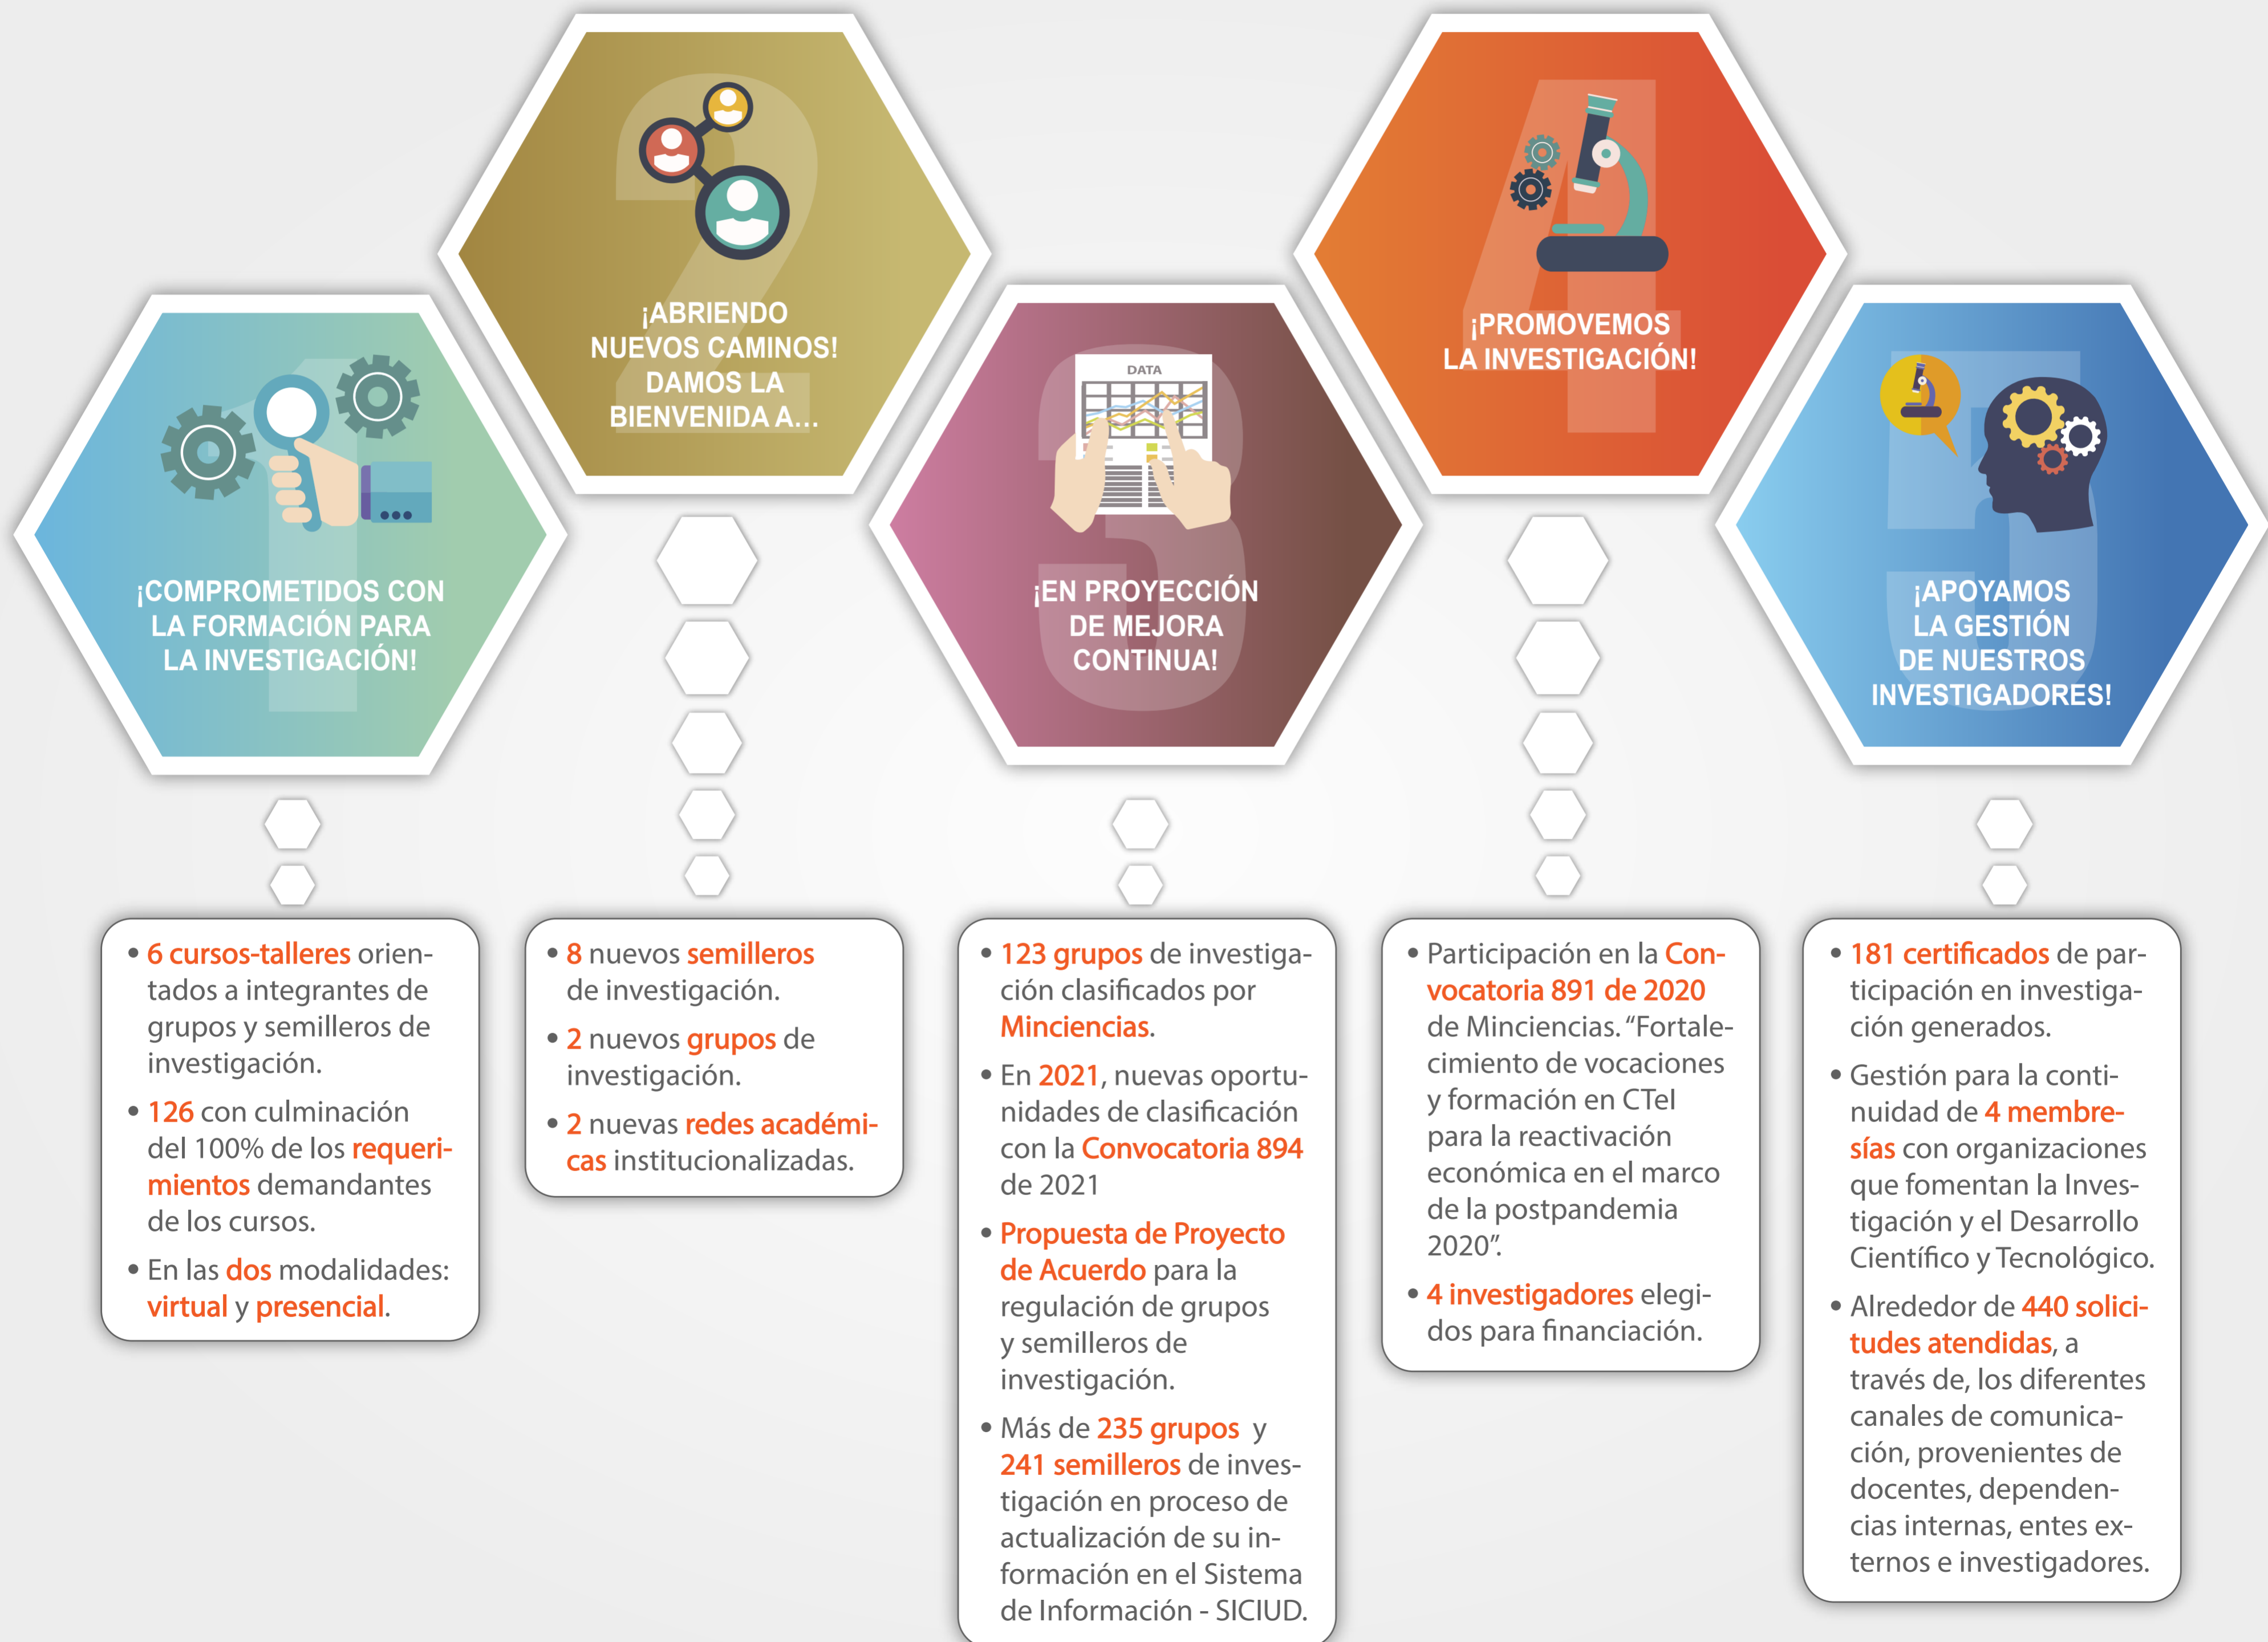 1
¡COMPROMETIDOS CON
LA FORMACIÓN PARA
LA INVESTIGACIÓN!
• 6 cursos-talleres orien-
tados a integrantes de
grupos y semilleros de
investigación.
• 126 con culminación
del 100% de los requeri-
mientos demandantes
de los cursos.
• En las dos modalidades:
virtual y presencial.
2
¡ABRIENDO
NUEVOS CAMINOS!
DAMOS LA
BIENVENIDA A...
• 8 nuevos semilleros
de investigación.
• 2 nuevos grupos de
investigación.
• 2 nuevas redes académi-
cas institucionalizadas.
3
DATA
¡EN PROYECCIÓN
DE MEJORA
CONTINUA!
• 123 grupos de investiga-
ción clasificados por
Minciencias.
• En 2021, nuevas oportu-
nidades de clasificación
con la Convocatoria 894
de 2021
• Propuesta de Proyecto
de Acuerdo para la
regulación de grupos
y semilleros de
investigación.
• Más de 235 grupos y
241 semilleros de inves-
tigación en proceso de
actualización de su in-
formación en el Sistema
de Información - SICIUD.
4
¡PROMOVEMOS
LA INVESTIGACIÓN!
• Participación en la Con-
vocatoria 891 de 2020
de Minciencias. “Fortale-
cimiento de vocaciones
y formación en CTeI
para la reactivación
económica en el marco
de la postpandemia
2020”.
• 4 investigadores elegi-
dos para financiación.
5
¡APOYAMOS
LA GESTIÓN
DE NUESTROS
INVESTIGADORES!
• 181 certificados de par-
ticipación en investiga-
ción generados.
• Gestión para la conti-
nuidad de 4 membre-
sías con organizaciones
que fomentan la Inves-
tigación y el Desarrollo
Científico y Tecnológico.
• Alrededor de 440 solici-
tudes atendidas, a
través de, los diferentes
canales de comunica-
ción, provenientes de
docentes, dependen-
cias internas, entes ex-
ternos e investigadores.